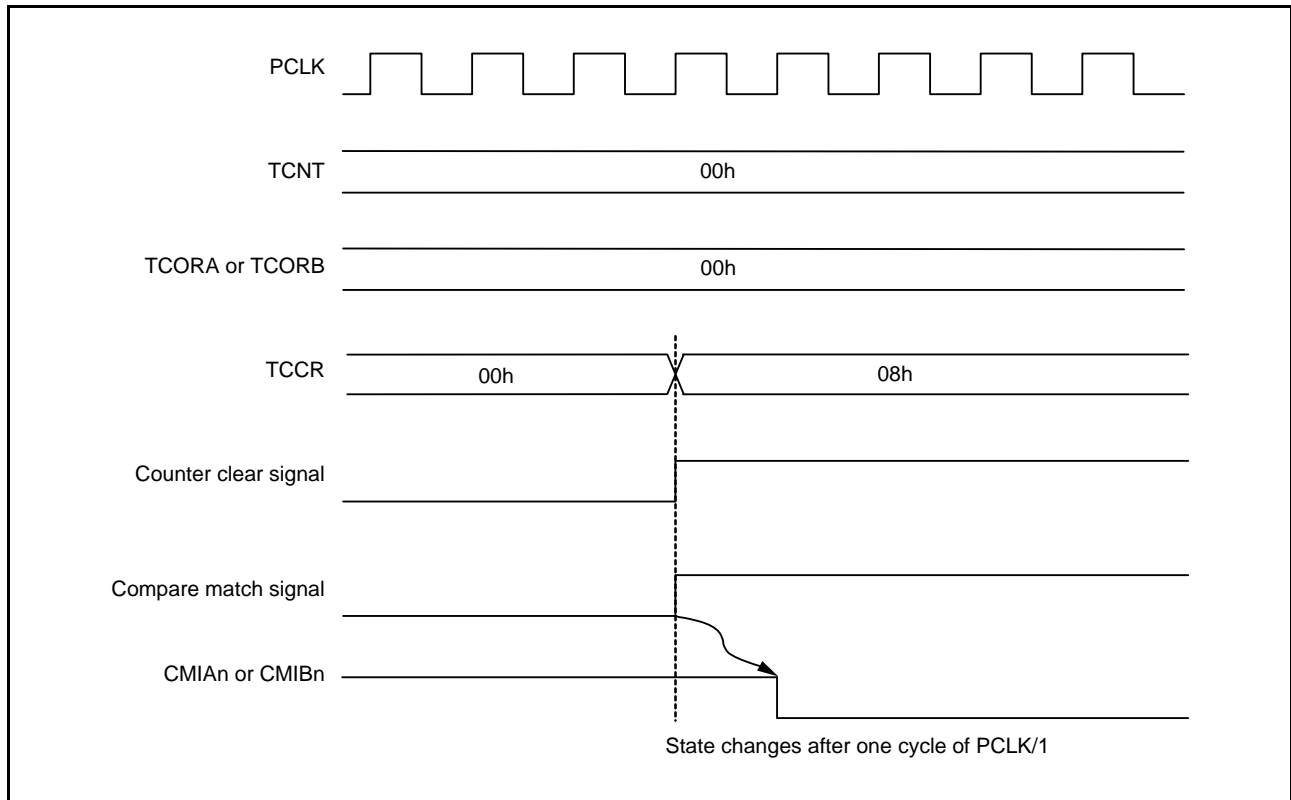 PCLK
TCNT
00h
TCORA or TCORB
00h
TCCR
00h
08h
Counter clear signal
Compare match signal
CMIAn or CMIBn
State changes after one cycle of PCLK/1